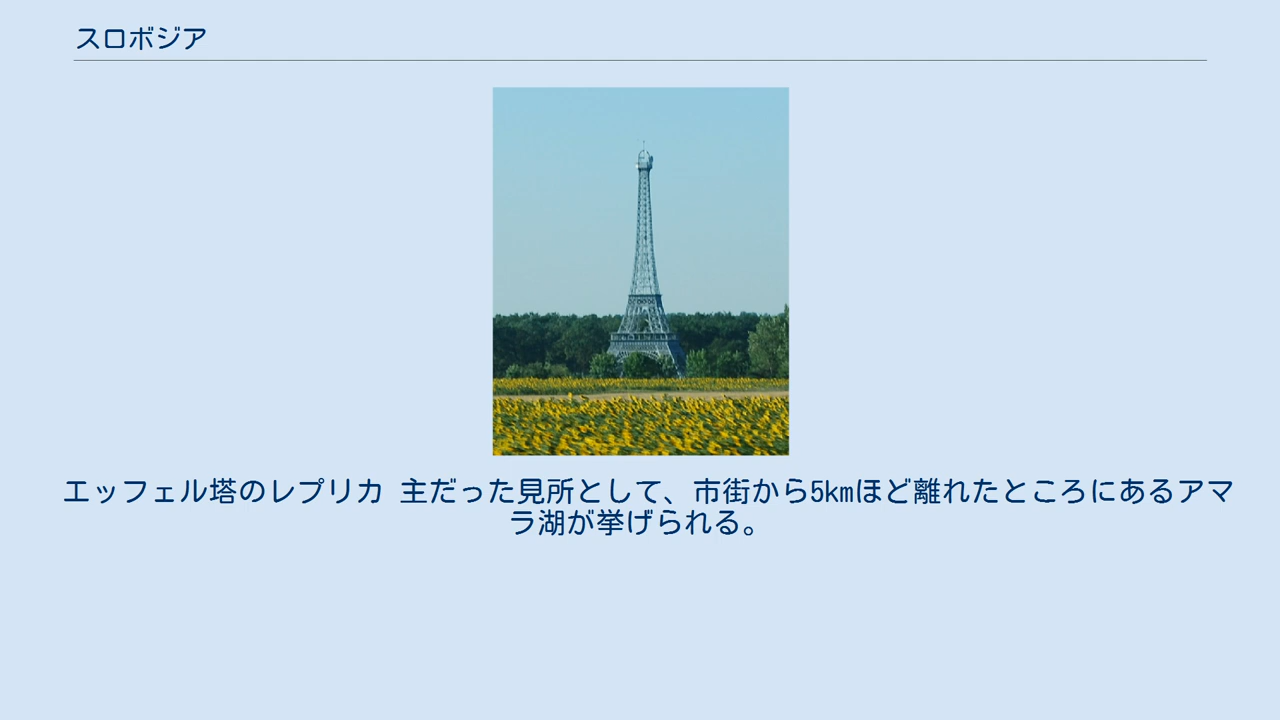 スロボジア
エッフェル塔のレプリカ 主だった見所として、市街から5kmほど離れたところにあるアマ
ラ湖が挙げられる。